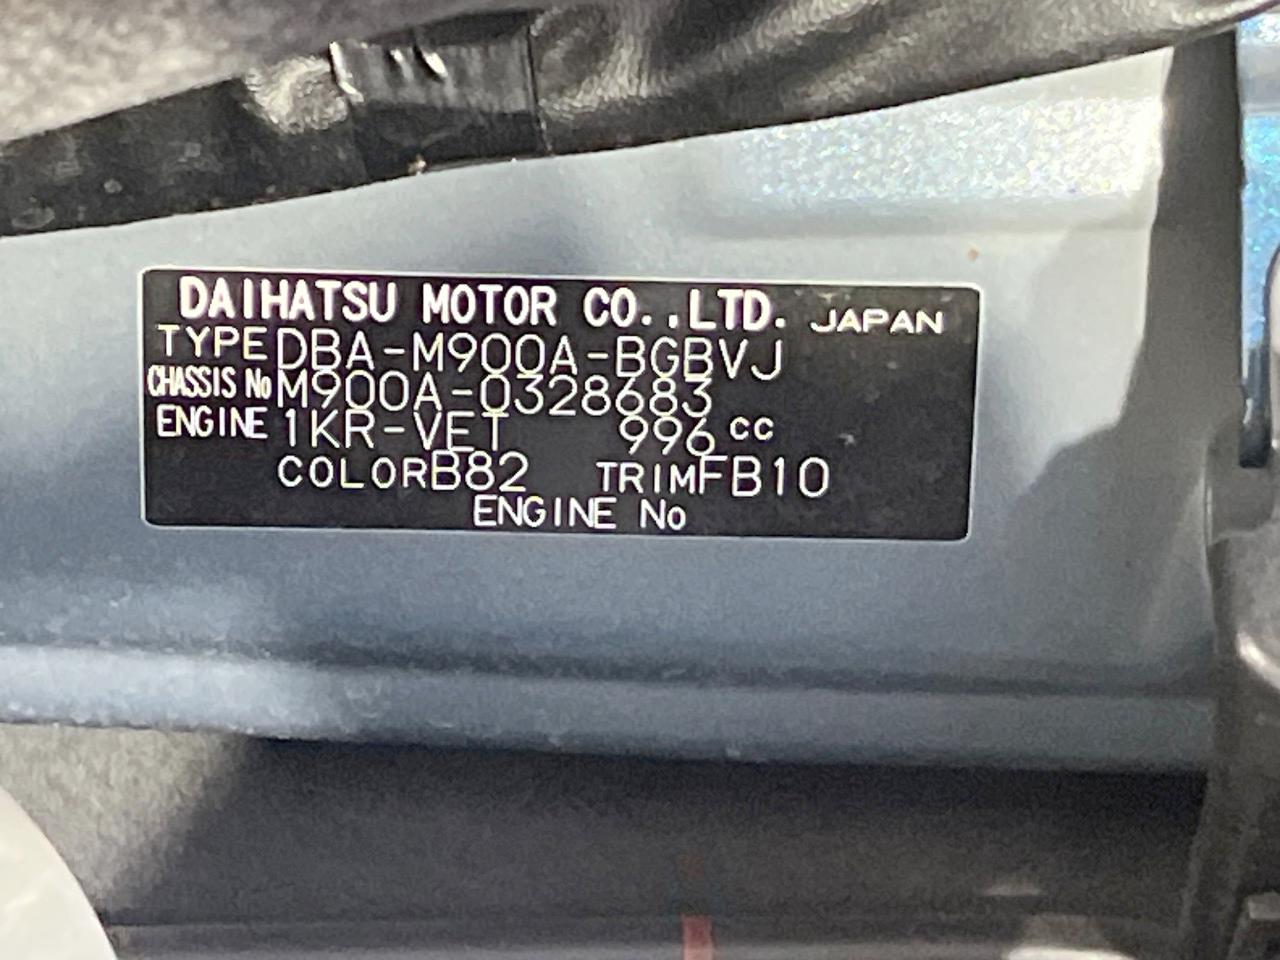 DAIHATSU MOTOR CO.,LTD. JAPAN
TYPE DBA-M900A-BGBVJ
CHASSIS No M900A-0328683
ENGINE 1KR-VET 996 cc
COLOR B82 TRIM FB10
ENGINE No